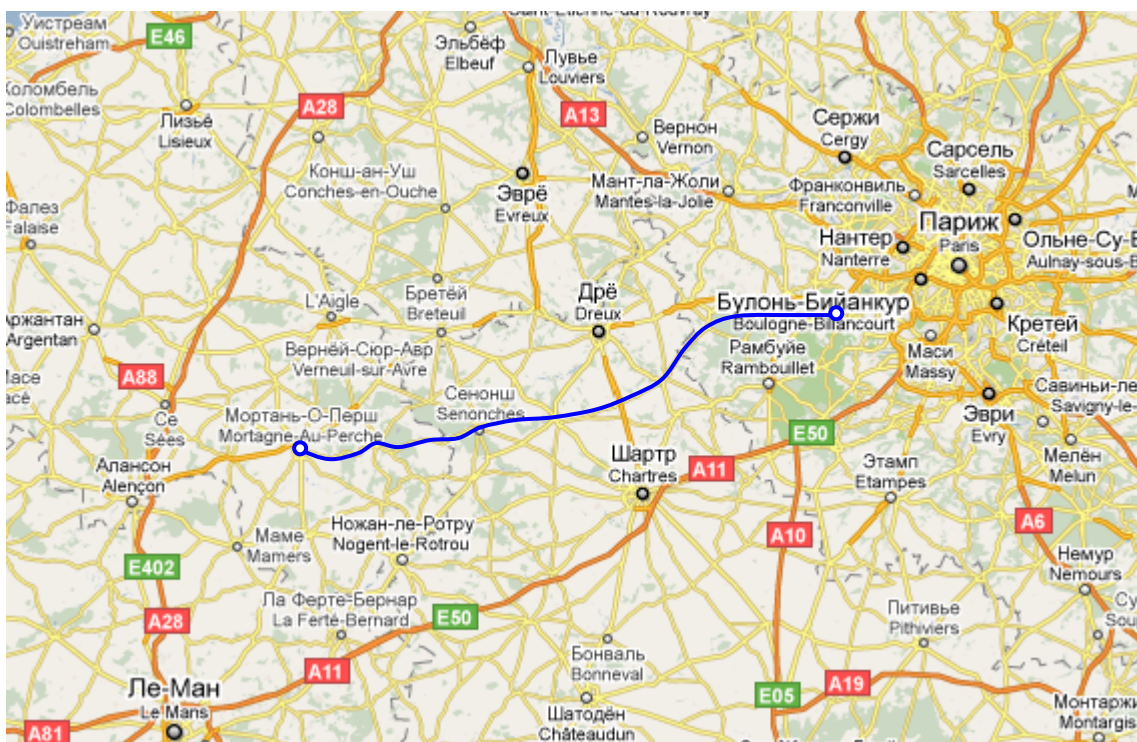 Уистреам
Ouistreham
E46
Saint-Étienne-du-Rouvray
Эльбёф
Elbeuf
Лувье
Louviers
Коломбель
Colombelles
Лизьё
Lisieux
A28
A13
Вернон
Vernon
Сержи
Cergy
Сарсель
Sarcelles
Конш-ан-Уш
Conches-en-Ouche
Эврё
Evreux
Мант-ла-Жоли
Mantes-la-Jolie
Франконвиль
Franconville
Фалез
Falaise
Париж
Paris
Нантер
Nanterre
Ольне-Су-Б
Aulnay-sous-B
L'Aigle
Бретёй
Breteuil
Дрё
Dreux
Булонь-Бийанкур
Boulogne-Billancourt
Аржантан
Argentan
Вернёй-Сюр-Авр
Verneuil-sur-Avre
Рамбуйе
Rambouillet
Маси
Massy
Кретей
Créteil
A88
Се
Sées
Мортань-О-Перш
Mortagne-Au-Perche
Сенонш
Senonches
Эври
Evry
Савиньи-ле-
Savigny-le-
E50
Алансон
Alençon
Шартр
Chartres
A11
Этамп
Etampes
Мелён
Melun
Маме
Mamers
Ножан-ле-Ротру
Nogent-le-Rotrou
A10
A6
E402
Немур
Nemours
A28
Ла Ферте-Бернар
La Ferté-Bernard
E50
Питивье
Pithiviers
A11
Бонваль
Bonneval
Ле-Ман
Le Mans
E05
A19
Шатодён
Châteaudun
Монтаржи
Montargis
A81